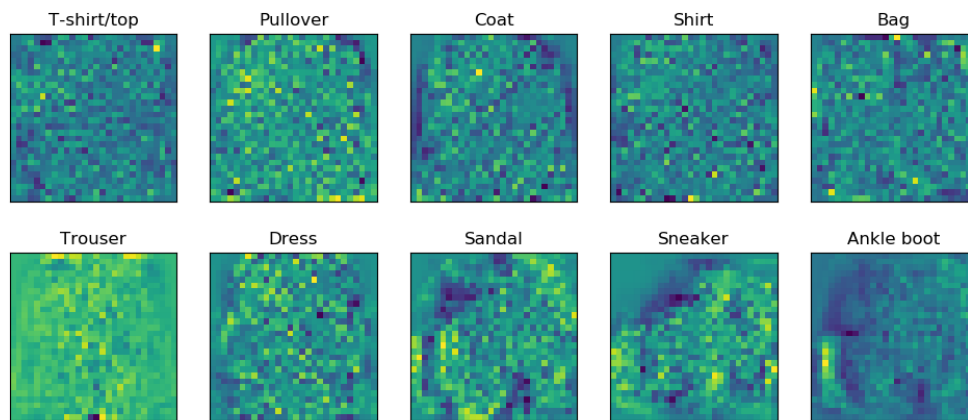 T-shirt/top Pullover Coat Shirt Bag
Trouser Dress Sandal Sneaker Ankle boot